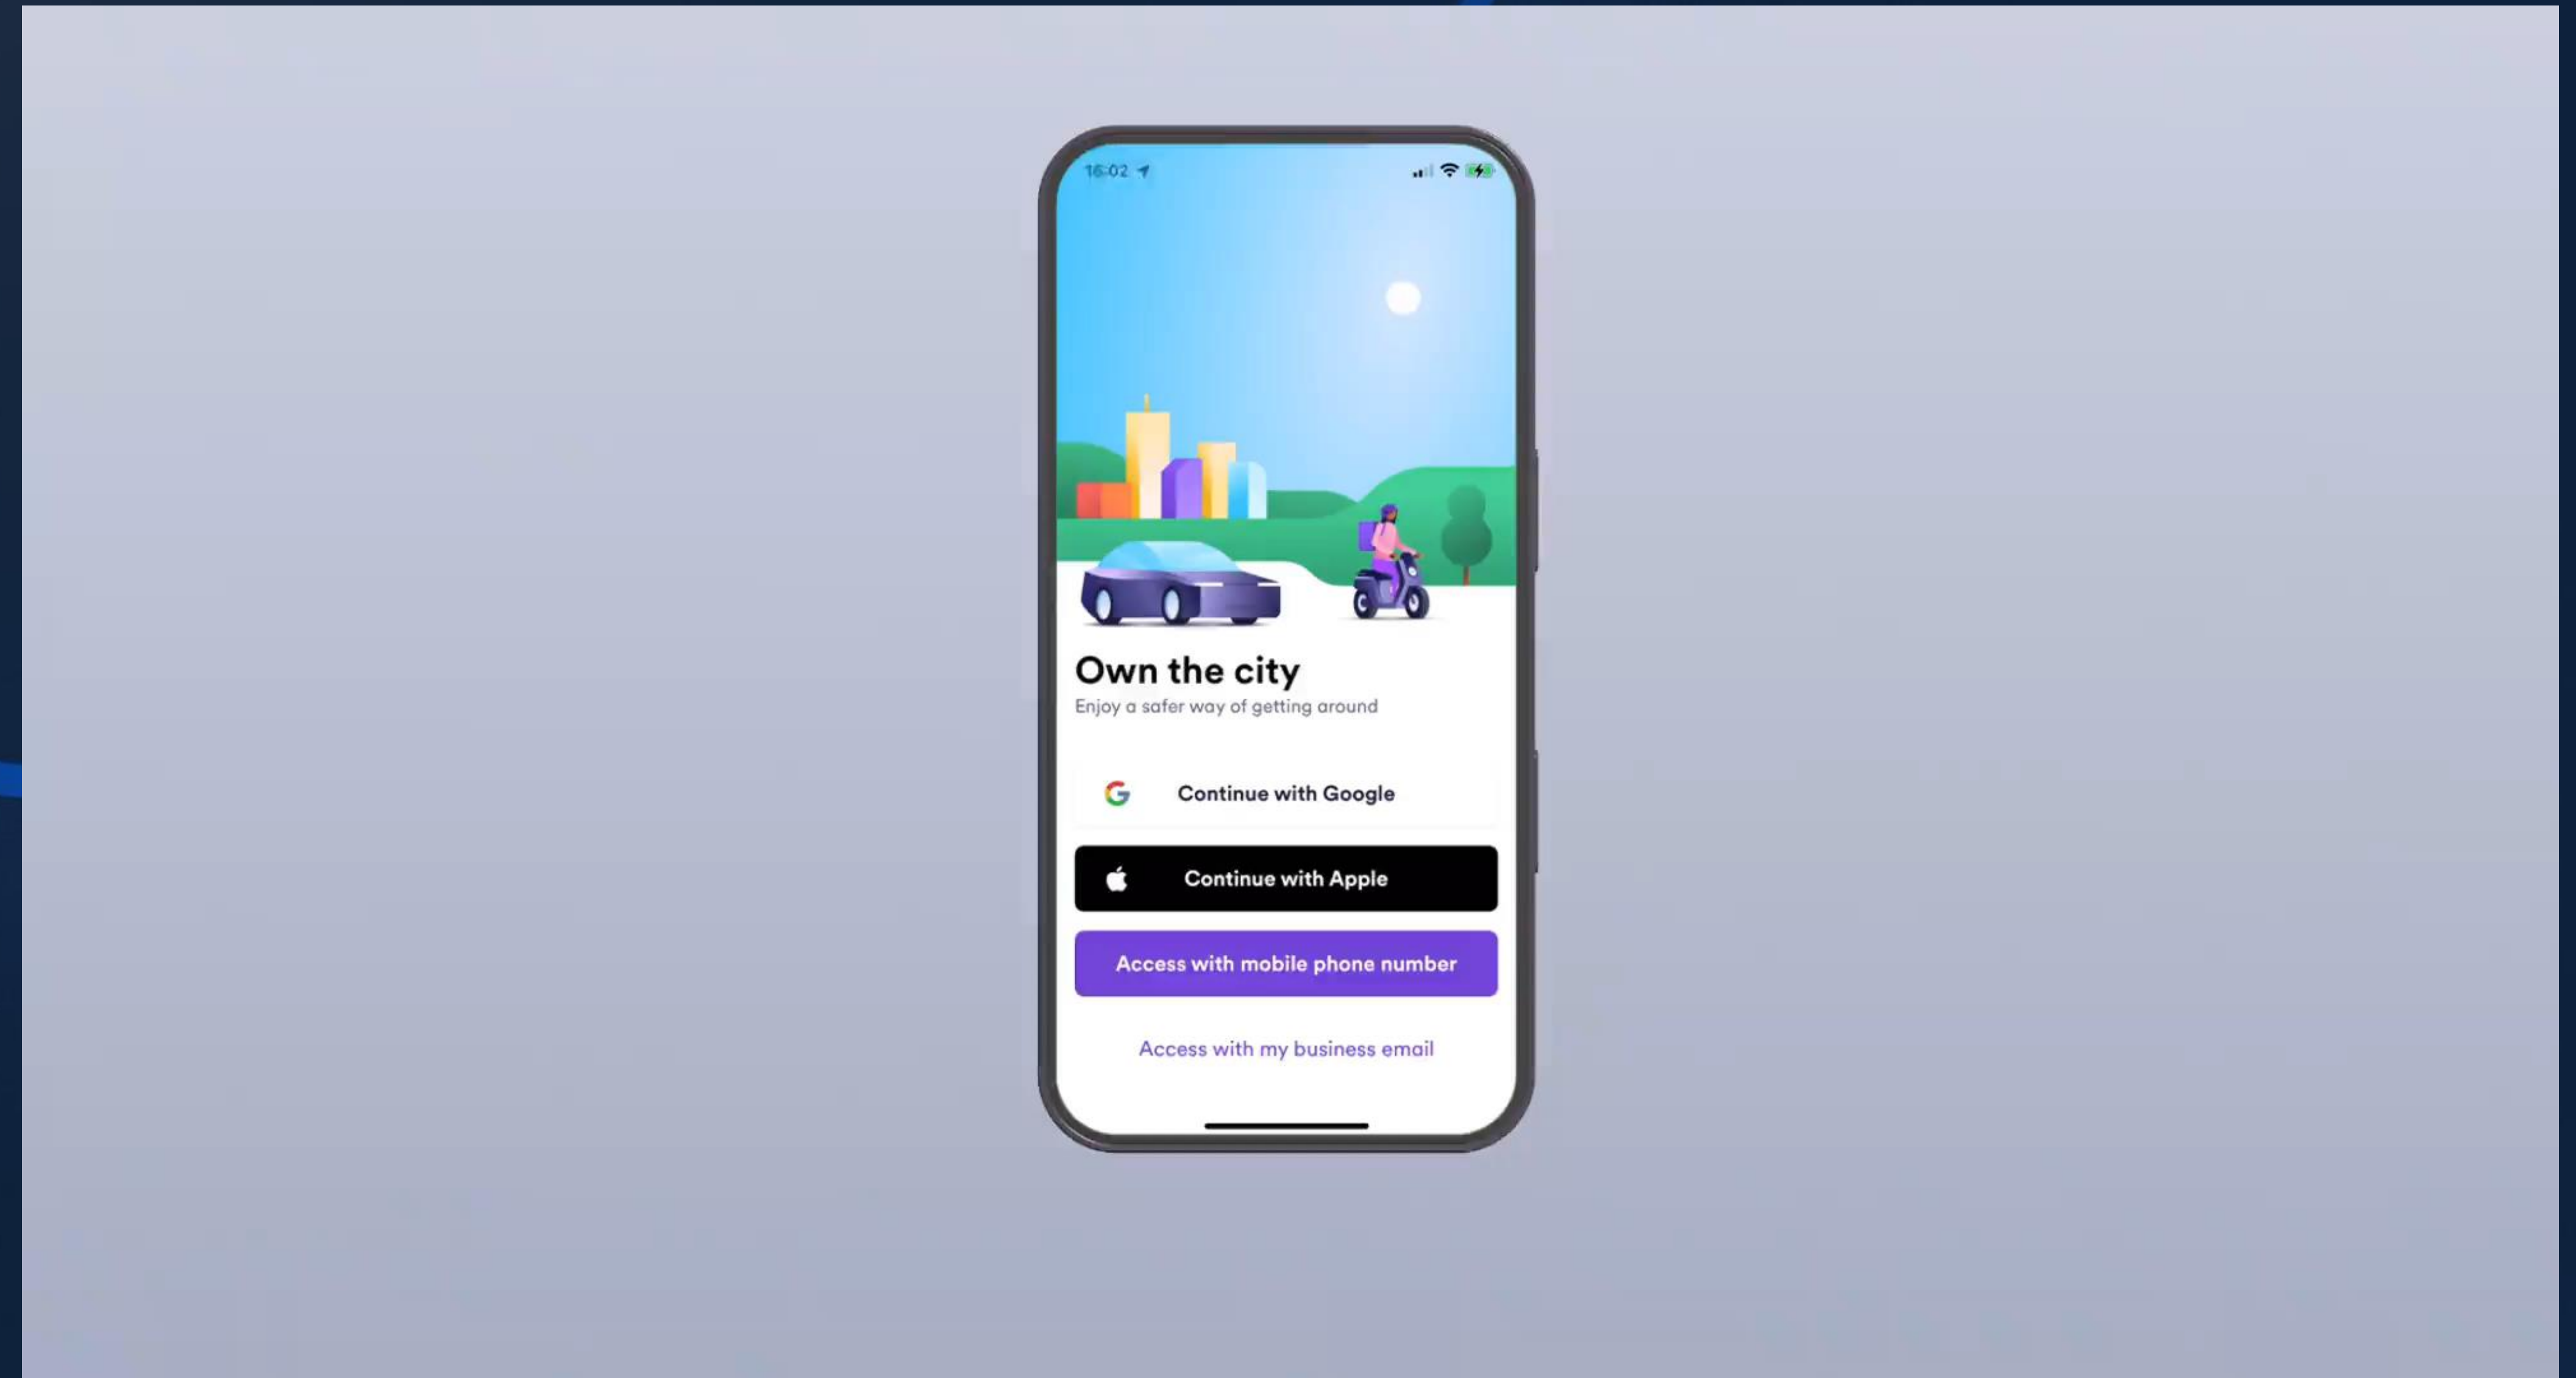 16:02
Own the city
Enjoy a safer way of getting around
Continue with Google
Continue with Apple
Access with mobile phone number
Access with my business email